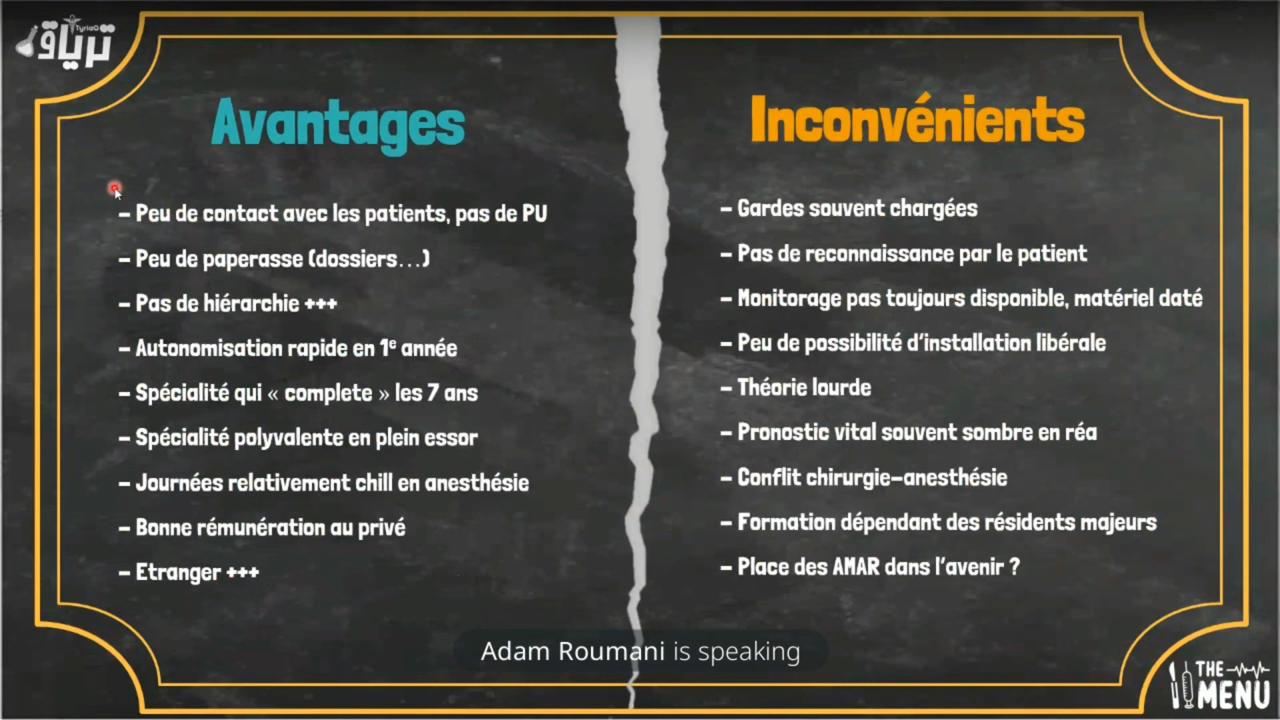 TyriaQ
ترياق
Avantages
– Peu de contact avec les patients, pas de PU
– Peu de paperasse (dossiers...)
– Pas de hiérarchie +++
– Autonomisation rapide en 1ᵉ année
– Spécialité qui « complete » les 7 ans
– Spécialité polyvalente en plein essor
– Journées relativement chill en anesthésie
– Bonne rémunération au privé
– Etranger +++
Inconvénients
– Gardes souvent chargées
– Pas de reconnaissance par le patient
– Monitorage pas toujours disponible, matériel daté
– Peu de possibilité d'installation libérale
– Théorie lourde
– Pronostic vital souvent sombre en réa
– Conflit chirurgie-anesthésie
– Formation dépendant des résidents majeurs
– Place des AMAR dans l'avenir ?
Adam Roumani is speaking
THE
MENU